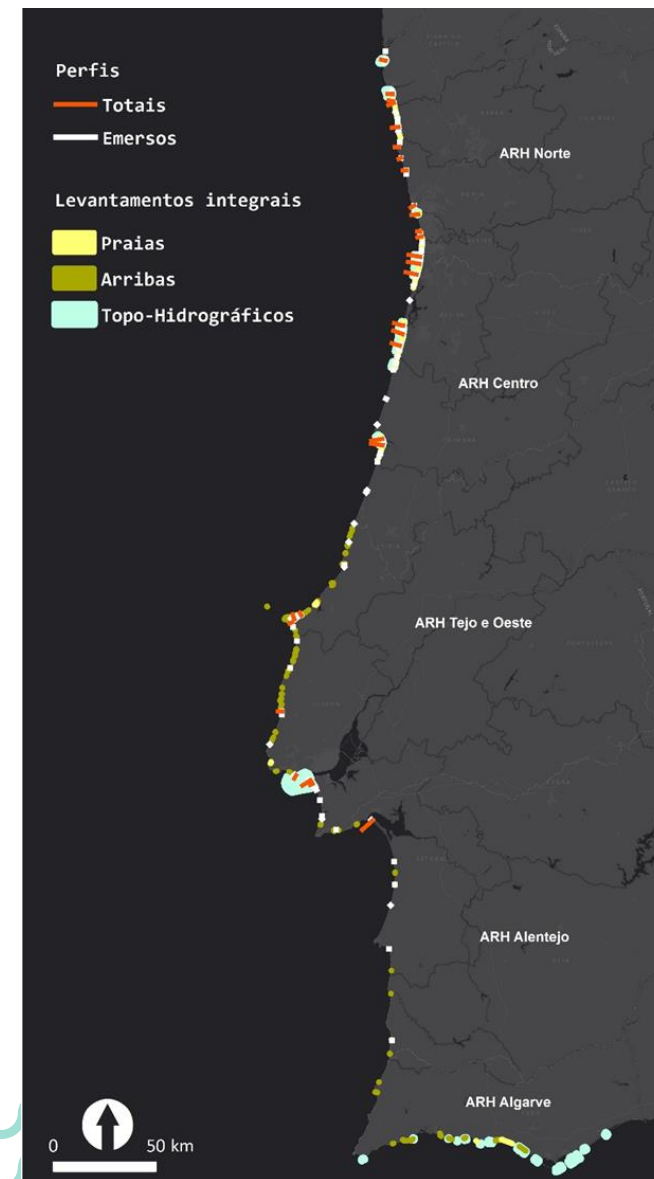 Perfis
Totais
Emersos
Levantamentos integrais
Praias
Arribas
Topo-Hidrográficos
ARH Norte
ARH Centro
ARH Tejo e Oeste
ARH Alentejo
ARH Algarve
0 50 km